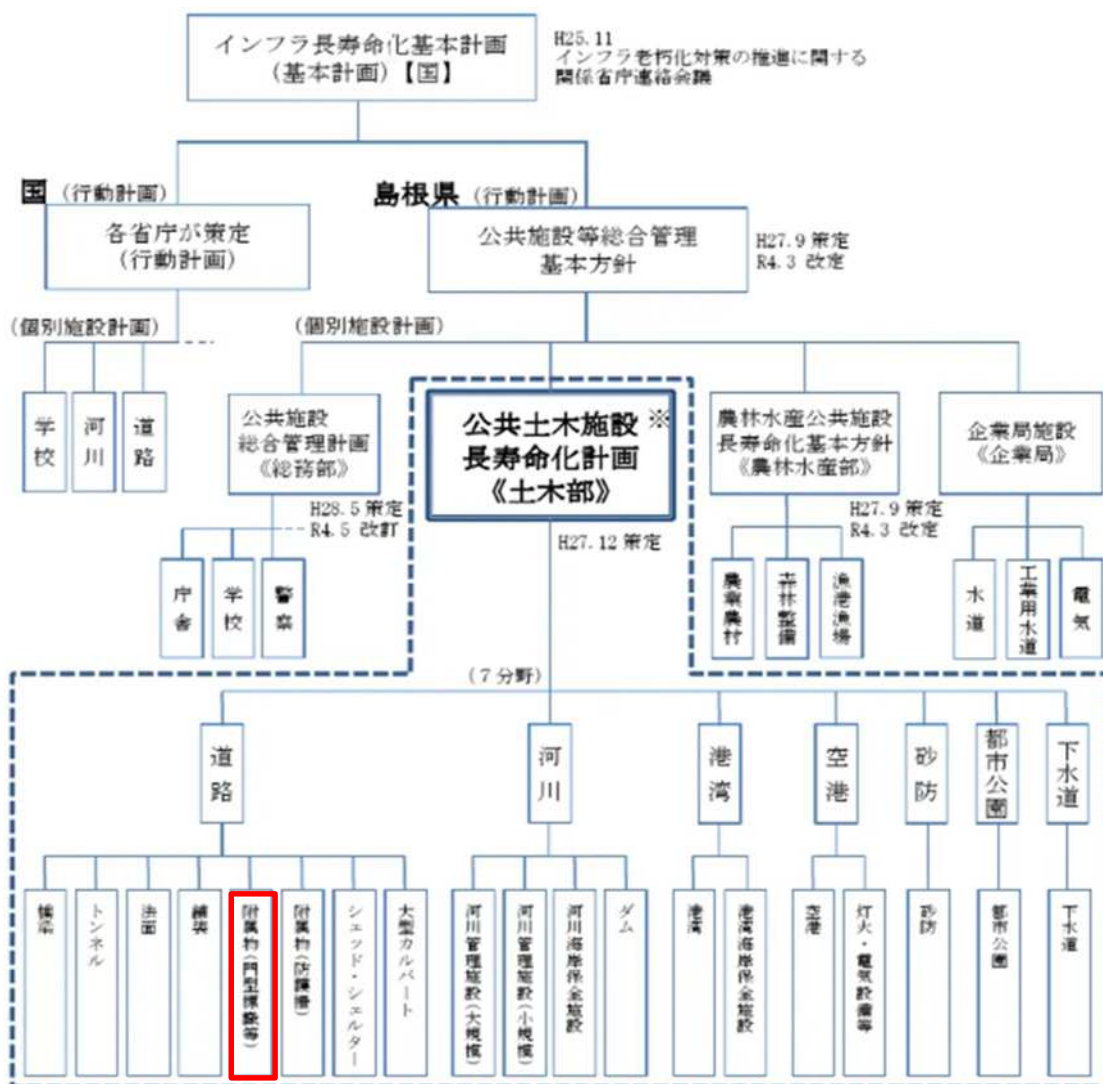 インフラ長寿命化基本計画
(基本計画)【国】
H25.11
インフラ老朽化対策の推進に関する
関係省庁連絡会議
国 (行動計画)
島根県 (行動計画)
各省庁が策定
(行動計画)
公共施設等総合管理
基本方針
H27.9 策定
R4.3 改定
(個別施設計画)
(個別施設計画)
学校
河川
道路
公共施設
総合管理計画
《総務部》
公共土木施設※
長寿命化計画
《土木部》
農林水産公共施設
長寿命化基本方針
《農林水産部》
企業局施設
《企業局》
H28.5 策定
R4.5 改訂
H27.12 策定
H27.9 策定
R4.3 改定
庁舎
学校
警察
農業農村
森林整備
漁港漁場
水道
工業用水道
電気
(7分野)
道路
河川
港湾
空港
砂防
都市公園
下水道
橋梁
トンネル
法面
舗装
附属物(門型標識等)
附属物(防護柵)
シェッド・シェルター
大型カルバート
河川管理施設(大規模)
河川管理施設(小規模)
河川海岸保全施設
ダム
港湾
港湾海岸保全施設
空港
灯火・電気設備等
砂防
都市公園
下水道